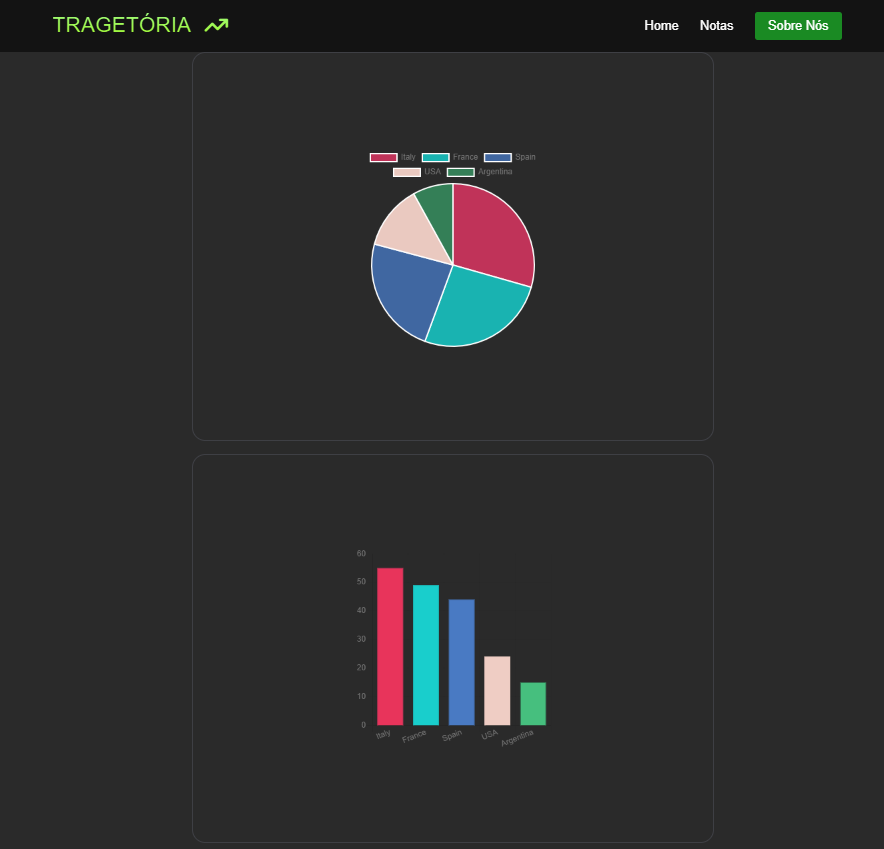 TRAGETÓRIA Home Notas Sobre Nós
Italy France Spain
USA Argentina
60
50
40
30
20
10
0
Italy France Spain USA Argentina